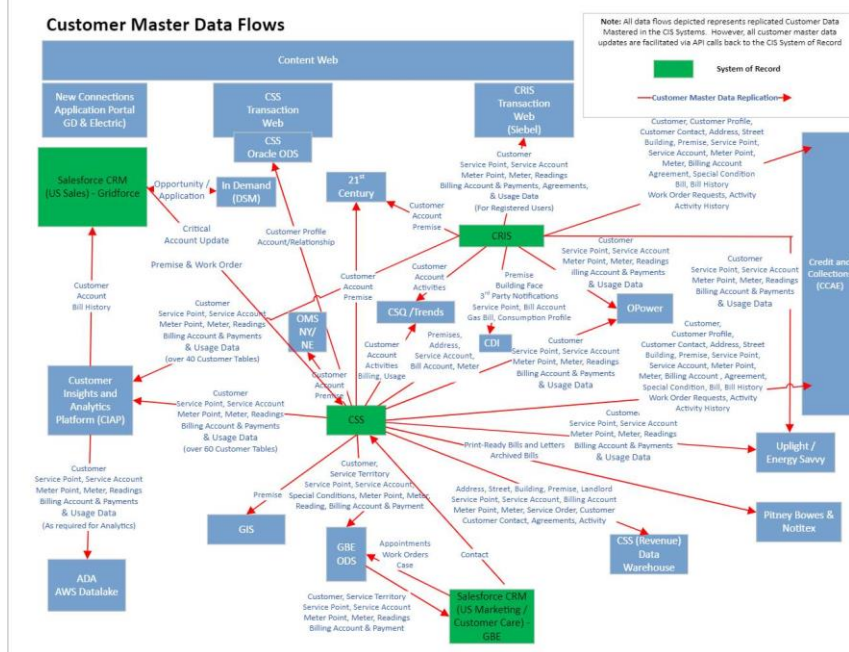 Customer Master Data Flows
Note: All data flows depicted represents replicated Customer Data
Mastered in the CIS Systems. However, all customer master data
updates are facilitated via API calls back to the CIS System of Record
System of Record
Customer Master Data Replication
Content Web
New Connections
Application Portal
GD & Electric)
CSS
Transaction
Web
CSS
Oracle ODS
CRIS
Transaction
Web
(Siebel)
Customer, Customer Profile,
Customer Contact, Address, Street
Building, Premise, Service Point,
Service Account, Meter Point,
Meter, Billing Account
Agreement, Special Condition
Bill, Bill History
Work Order Requests, Activity
Activity History
Salesforce CRM
(US Sales) - Gridforce
Opportunity /
Application
In Demand
(DSM)
21st
Century
Customer
Service Point, Service Account
Meter Point, Meter, Readings
Billing Account & Payments, Agreements,
& Usage Data
(For Registered Users)
Customer
Account
Premise
CRIS
Critical
Account Update
Premise & Work Order
Customer Profile
Account/Relationship
Customer
Account
Bill History
Customer
Account
Premise
Customer
Account
Activities
Premise
Building Face
3rd Party Notifications
Service Point, Bill Account
Gas Bill, Consumption Profile
Customer
Service Point, Service Account
Meter Point, Meter, Readings
illing Account & Payments
& Usage Data
Customer
Service Point, Service Account
Meter Point, Meter, Readings
Billing Account & Payments
& Usage Data
Credit and
Collections
(CCAE)
Customer
Service Point, Service Account
Meter Point, Meter, Readings
Billing Account & Payments
& Usage Data
(over 40 Customer Tables)
OMS
NY/
NE
CSQ /Trends
CDI
OPower
Customer
Account
Premise
Customer
Account
Activities
Billing, Usage
Premises,
Address,
Service Account,
Bill Account, Meter
Customer
Service Point, Service Account
Meter Point, Meter, Readings
Billing Account & Payments
& Usage Data
Customer,
Customer Profile,
Customer Contact, Address, Street
Building, Premise, Service Point,
Service Account, Meter Point,
Meter, Billing Account , Agreement,
Special Condition, Bill, Bill History
Work Order Requests, Activity
Activity History
Customer
Insights and
Analytics
Platform (CIAP)
Customer
Service Point, Service Account
Meter Point, Meter, Readings
Billing Account & Payments
& Usage Data
(over 60 Customer Tables)
CSS
Customer
Service Point, Service Account
Meter Point, Meter, Readings
Billing Account & Payments
& Usage Data
Uplight /
Energy Savvy
Print-Ready Bills and Letters
Archived Bills
Customer
Service Point, Service Account
Meter Point, Meter, Readings
Billing Account & Payments
& Usage Data
(As required for Analytics)
Premise
Customer,
Service Territory
Service Point, Service Account,
Special Conditions, Meter Point, Meter,
Reading, Billing Account & Payment
Address, Street, Building, Premise, Landlord
Service Point, Service Account, Billing Account
Meter Point, Meter, Service Order, Customer
Customer Contact, Agreements, Activity
Pitney Bowes &
Notitex
GIS
GBE
ODS
Appointments
Work Orders
Case
Contact
CSS (Revenue)
Data
Warehouse
ADA
AWS Datalake
Customer, Service Territory
Service Point, Service Account
Meter Point, Meter, Readings
Billing Account & Payment
Salesforce CRM
(US Marketing /
Customer Care) -
GBE